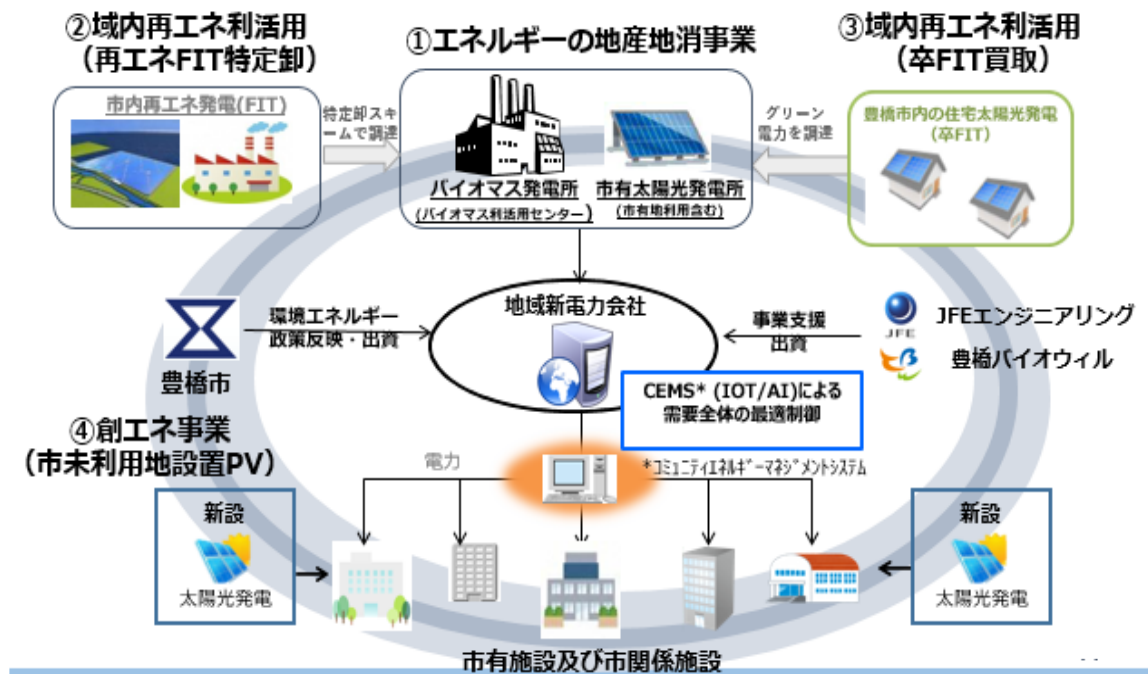 ②域内再エネ利活用
(再エネFIT特定卸)
①エネルギーの地産地消事業
③域内再エネ利活用
(卒FIT買取)
市内再エネ発電(FIT)
特定卸スキ
ームで調達
バイオマス発電所
(バイオマス利活用センター)
市有太陽光発電所
(市有地利用含む)
グリーン
電力を調達
豊橋市内の住宅太陽光発電
(卒FIT)
豊橋市
環境エネルギー
政策反映・出資
地域新電力会社
事業支援
出資
JFE
JFEエンジニアリング
豊橋バイオウィル
CEMS* (IOT/AI)による
需要全体の最適制御
*コミュニティエネルギーマネジメントシステム
④創エネ事業
(市未利用地設置PV)
電力
新設
太陽光発電
新設
太陽光発電
市有施設及び市関係施設